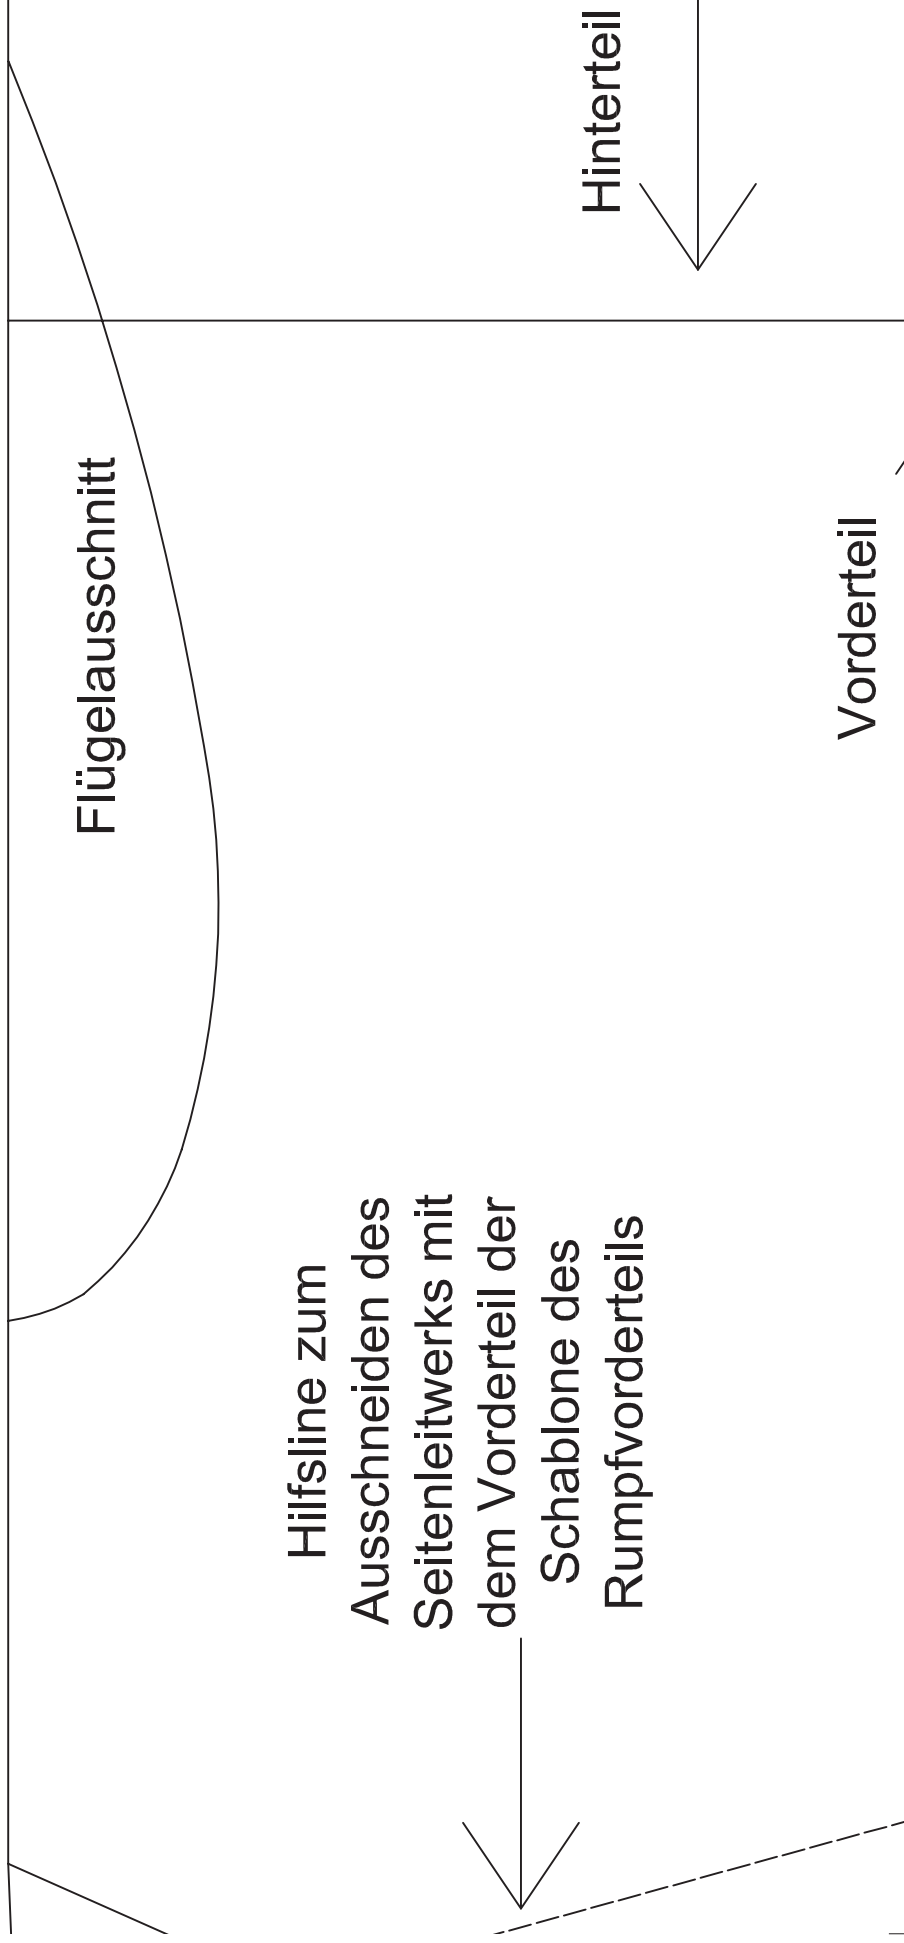 Hinterteil
Flügelausschnitt
Vorderteil
Hilfsline zum
Ausschneiden des
Seitenleitwerks mit
dem Vorderteil der
Schablone des
Rumpfvorderteils